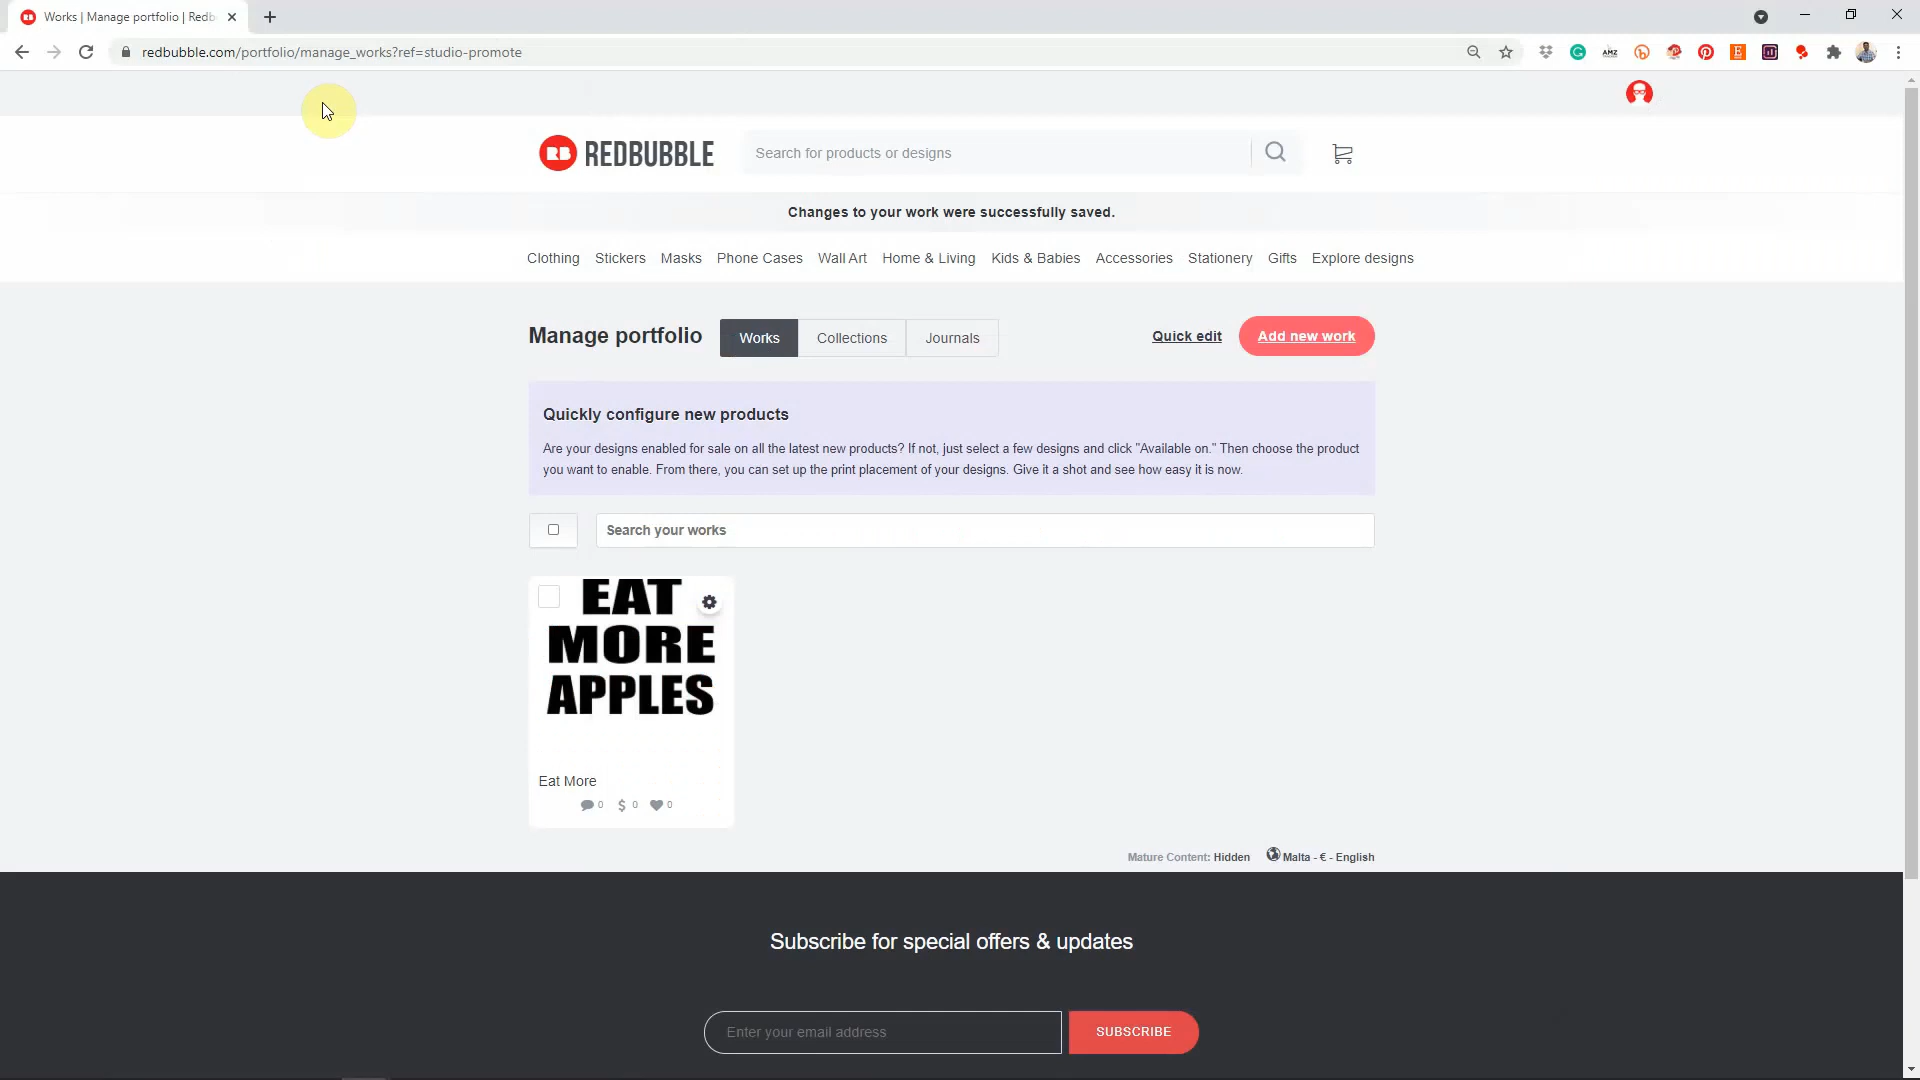 Works | Manage portfolio | Redb
redbubble.com/portfolio/manage_works?ref=studio-promote
RB REDBUBBLE
Search for products or designs
Changes to your work were successfully saved.
Clothing Stickers Masks Phone Cases Wall Art Home & Living Kids & Babies Accessories Stationery Gifts Explore designs
Manage portfolio Works Collections Journals Quick edit Add new work
Quickly configure new products
Are your designs enabled for sale on all the latest new products? If not, just select a few designs and click "Available on." Then choose the product
you want to enable. From there, you can set up the print placement of your designs. Give it a shot and see how easy it is now.
Search your works
EAT
MORE
APPLES
Eat More
0 $ 0 0
Mature Content: Hidden Malta - € - English
Subscribe for special offers & updates
Enter your email address SUBSCRIBE